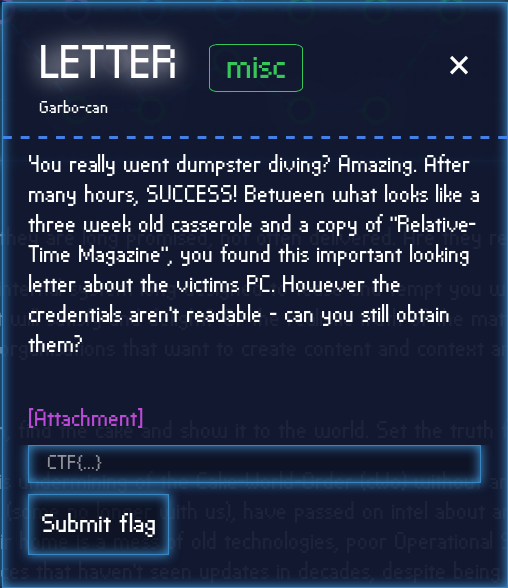 LETTER
misc
×
Garbo-can
You really went dumpster diving? Amazing. After
many hours, SUCCESS! Between what looks like a
three week old casserole and a copy of "Relative-
Time Magazine", you found this important looking
letter about the victims PC. However the
credentials aren't readable - can you still obtain
them?
[Attachment]
CTF{...}
Submit flag